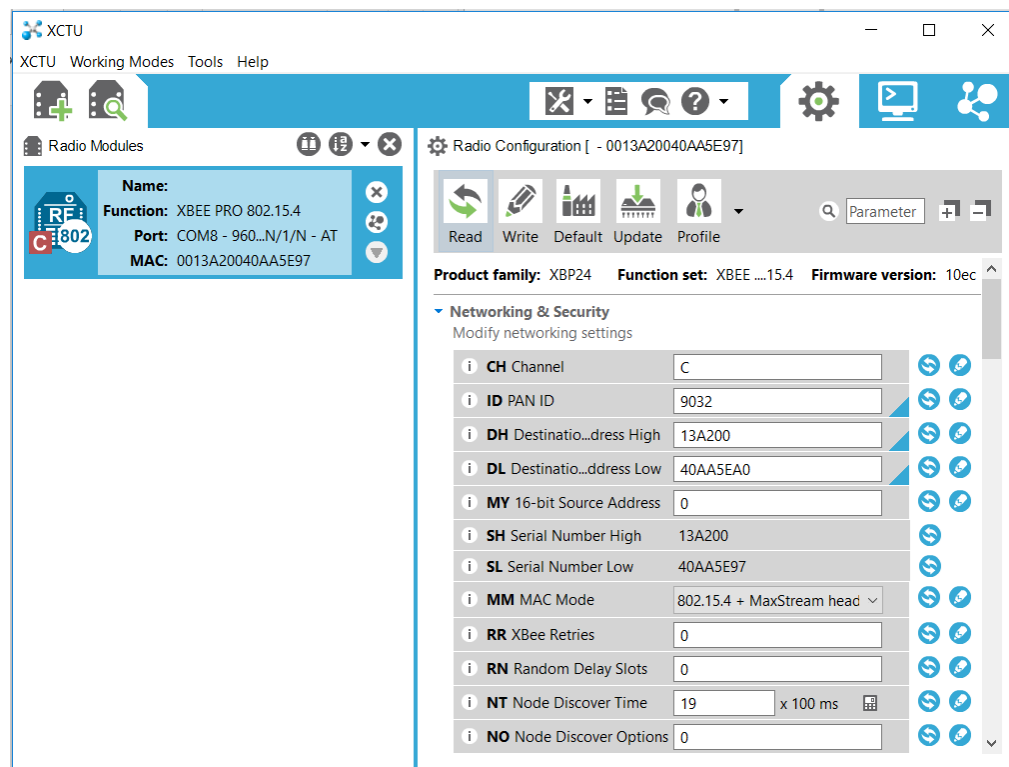 XCTU
XCTU Working Modes Tools Help
Radio Modules
Name:
Function: XBEE PRO 802.15.4
Port: COM8 - 960...N/1/N - AT
MAC: 0013A20040AA5E97
RF
C 802
Radio Configuration [ - 0013A20040AA5E97]
Read Write Default Update Profile
Parameter
Product family: XBP24 Function set: XBEE ....15.4 Firmware version: 10ec
Networking & Security
Modify networking settings
i CH Channel C
i ID PAN ID 9032
i DH Destinatio...dress High 13A200
i DL Destinatio...ddress Low 40AA5EA0
i MY 16-bit Source Address 0
i SH Serial Number High 13A200
i SL Serial Number Low 40AA5E97
i MM MAC Mode 802.15.4 + MaxStream head
i RR XBee Retries 0
i RN Random Delay Slots 0
i NT Node Discover Time 19 x 100 ms
i NO Node Discover Options 0